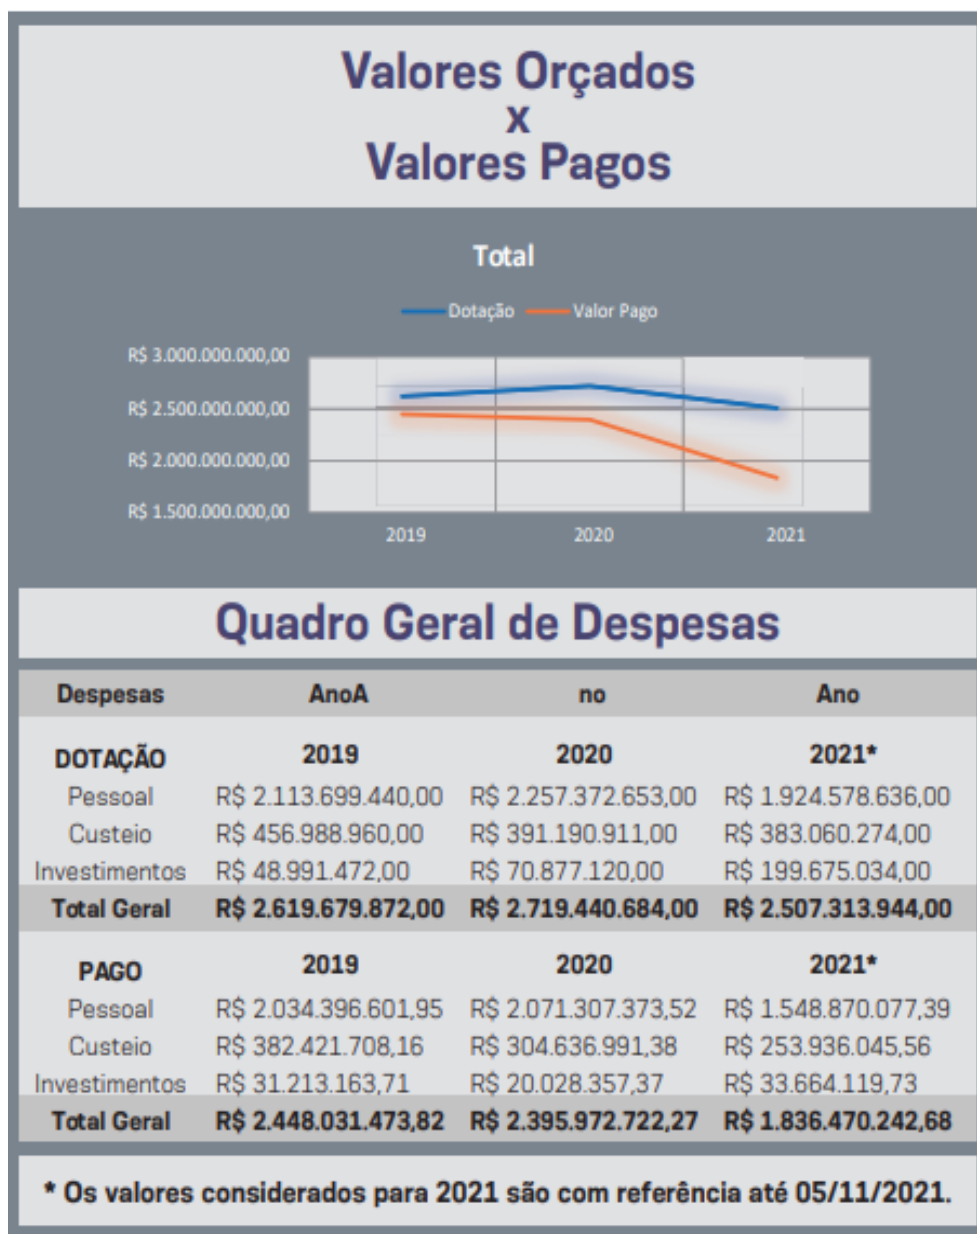 Valores Orçados
x
Valores Pagos
Total
Dotação Valor Pago
R$ 3.000.000.000,00
R$ 2.500.000.000,00
R$ 2.000.000.000,00
R$ 1.500.000.000,00
2019 2020 2021
Quadro Geral de Despesas
Despesas AnoA no Ano
DOTAÇÃO 2019 2020 2021*
Pessoal R$ 2.113.699.440,00 R$ 2.257.372.653,00 R$ 1.924.578.636,00
Custeio R$ 456.988.960,00 R$ 391.190.911,00 R$ 383.060.274,00
Investimentos R$ 48.991.472,00 R$ 70.877.120,00 R$ 199.675.034,00
Total Geral R$ 2.619.679.872,00 R$ 2.719.440.684,00 R$ 2.507.313.944,00
PAGO 2019 2020 2021*
Pessoal R$ 2.034.396.601,95 R$ 2.071.307.373,52 R$ 1.548.870.077,39
Custeio R$ 382.421.708,16 R$ 304.636.991,38 R$ 253.936.045,56
Investimentos R$ 31.213.163,71 R$ 20.028.357,37 R$ 33.664.119,73
Total Geral R$ 2.448.031.473,82 R$ 2.395.972.722,27 R$ 1.836.470.242,68
* Os valores considerados para 2021 são com referência até 05/11/2021.